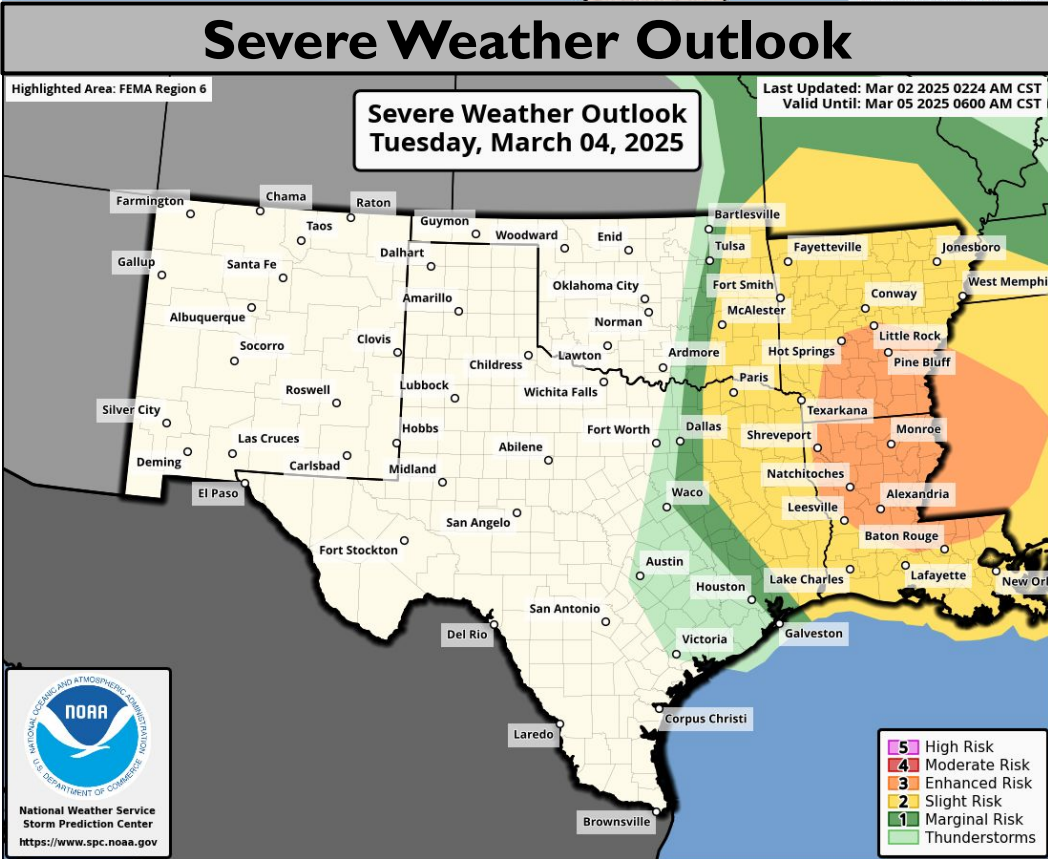 Severe Weather Outlook
Highlighted Area: FEMA Region 6
Last Updated: Mar 02 2025 0224 AM CST
Valid Until: Mar 05 2025 0600 AM CST
Severe Weather Outlook
Tuesday, March 04, 2025
Farmington
Chama
Raton
Taos
Guymon
Woodward
Enid
Bartlesville
Tulsa
Fayetteville
Jonesboro
Gallup
Santa Fe
Dalhart
Oklahoma City
Fort Smith
Conway
West Memphi
Albuquerque
Amarillo
Norman
McAlester
Socorro
Clovis
Childress
Lawton
Ardmore
Hot Springs
Little Rock
Pine Bluff
Roswell
Lubbock
Wichita Falls
Paris
Texarkana
Silver City
Las Cruces
Hobbs
Abilene
Fort Worth
Dallas
Shreveport
Monroe
Deming
Carlsbad
Midland
Natchitoches
El Paso
Waco
Alexandria
San Angelo
Leesville
Fort Stockton
Baton Rouge
Austin
Houston
Lake Charles
Lafayette
New Orl
San Antonio
Del Rio
Victoria
Galveston
Laredo
Corpus Christi
Brownsville
NATIONAL OCEANIC AND ATMOSPHERIC ADMINISTRATION
NOAA
U.S. DEPARTMENT OF COMMERCE
National Weather Service
Storm Prediction Center
https://www.spc.noaa.gov
5 High Risk
4 Moderate Risk
3 Enhanced Risk
2 Slight Risk
1 Marginal Risk
Thunderstorms